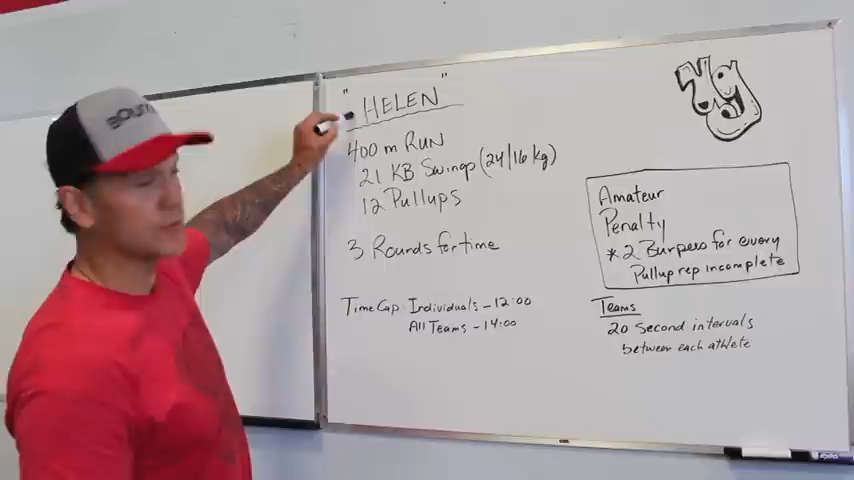 "HELEN"
400 m RUN
21 KB Swings (24/16 kg)
12 Pullups
3 Rounds for time
Time Cap: Individuals - 12:00
All Teams - 14:00
Amateur
Penalty
* 2 Burpees for every
Pullup rep incomplete
Teams
20 Second intervals
between each athlete